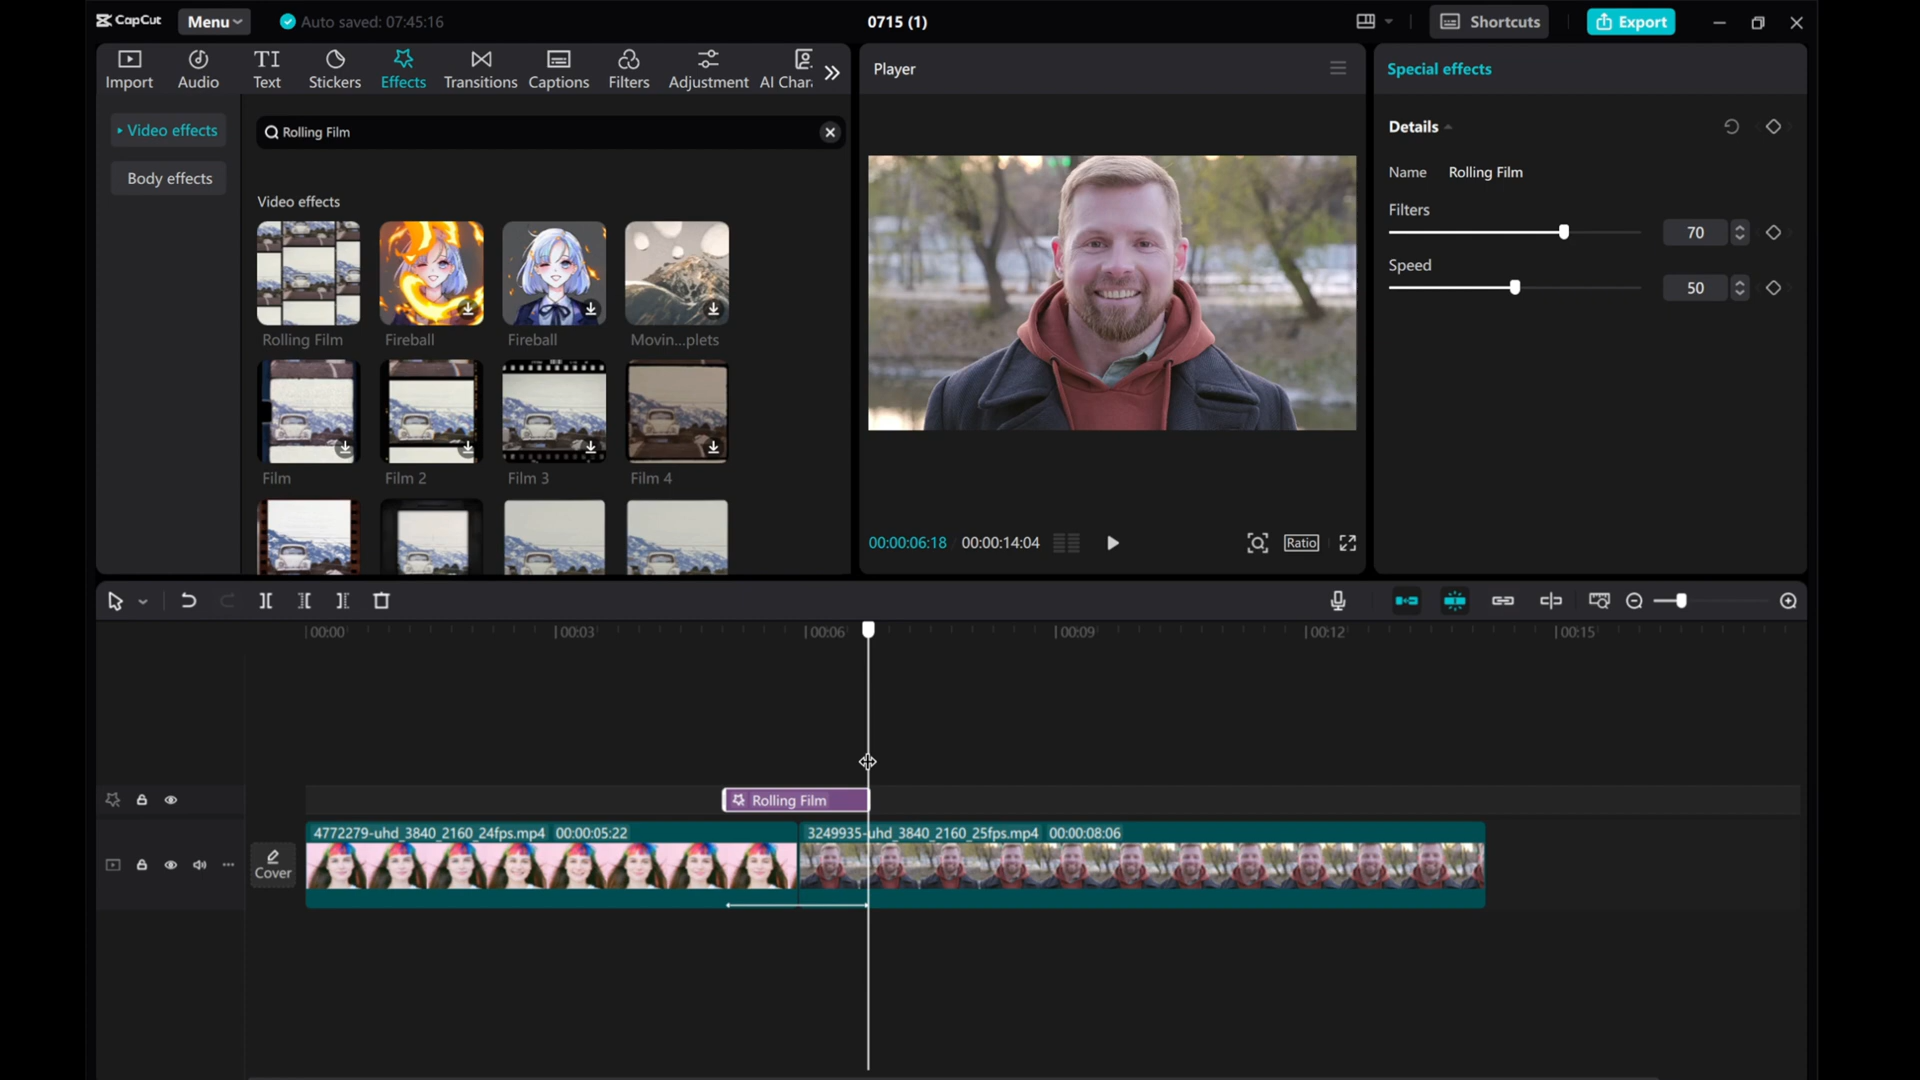 CapCut
Menu
Auto saved: 07:45:16
0715 (1)
Shortcuts
Export
Import
Audio
TI
Text
Stickers
Effects
Transitions
Captions
Filters
Adjustment
AI Char
Player
Special effects
Video effects
Body effects
Rolling Film
Video effects
Rolling Film
Fireball
Fireball
Movin...plets
Film
Film 2
Film 3
Film 4
Details
Name Rolling Film
Filters
70
Speed
50
00:00:06:18 00:00:14:04
Ratio
00:00
00:03
00:06
00:09
00:12
00:15
Rolling Film
4772279-uhd_3840_2160_24fps.mp4 00:00:05:22
3249935-uhd_3840_2160_25fps.mp4 00:00:08:06
Cover